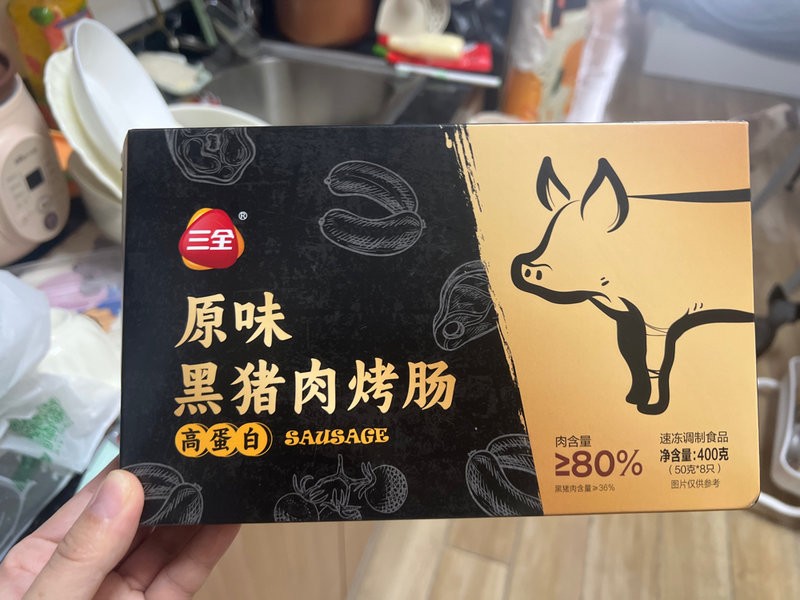 三全®
原味
黑猪肉烤肠
高蛋白 SAUSAGE
肉含量
≥80%
黑猪肉含量≥36%
速冻调制食品
净含量:400克
(50克*8只)
图片仅供参考